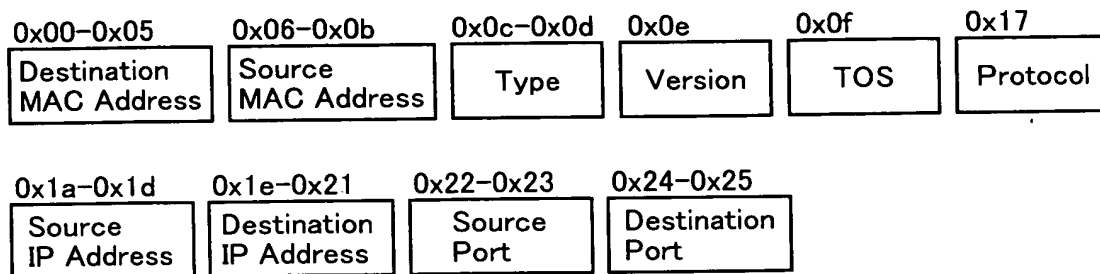 0x00-0x05 0x06-0x0b 0x0c-0x0d 0x0e 0x0f 0x17
Destination Source Type Version TOS Protocol
MAC Address MAC Address
0x1a-0x1d 0x1e-0x21 0x22-0x23 0x24-0x25
Source Destination Source Destination
IP Address IP Address Port Port